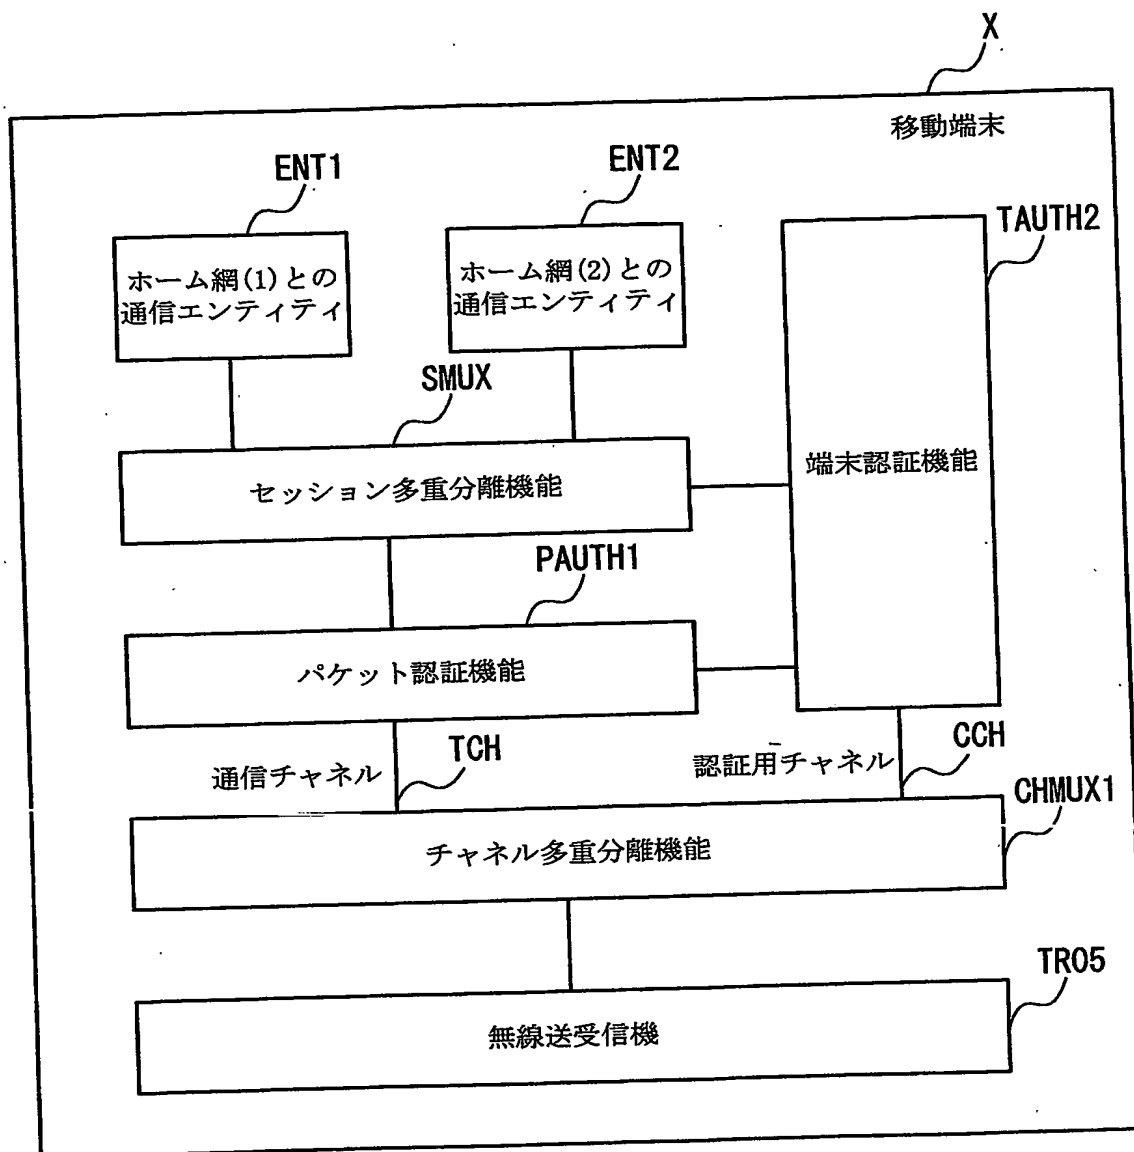 X
移動端末
ENT1
ENT2
TAUTH2
ホーム網(1)との
通信エンティティ
ホーム網(2)との
通信エンティティ
SMUX
セッション多重分離機能
端末認証機能
PAUTH1
パケット認証機能
通信チャネル
TCH
認証用チャネル
CCH
CHMUX1
チャネル多重分離機能
TR05
無線送受信機